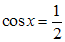 cos x = 1/2